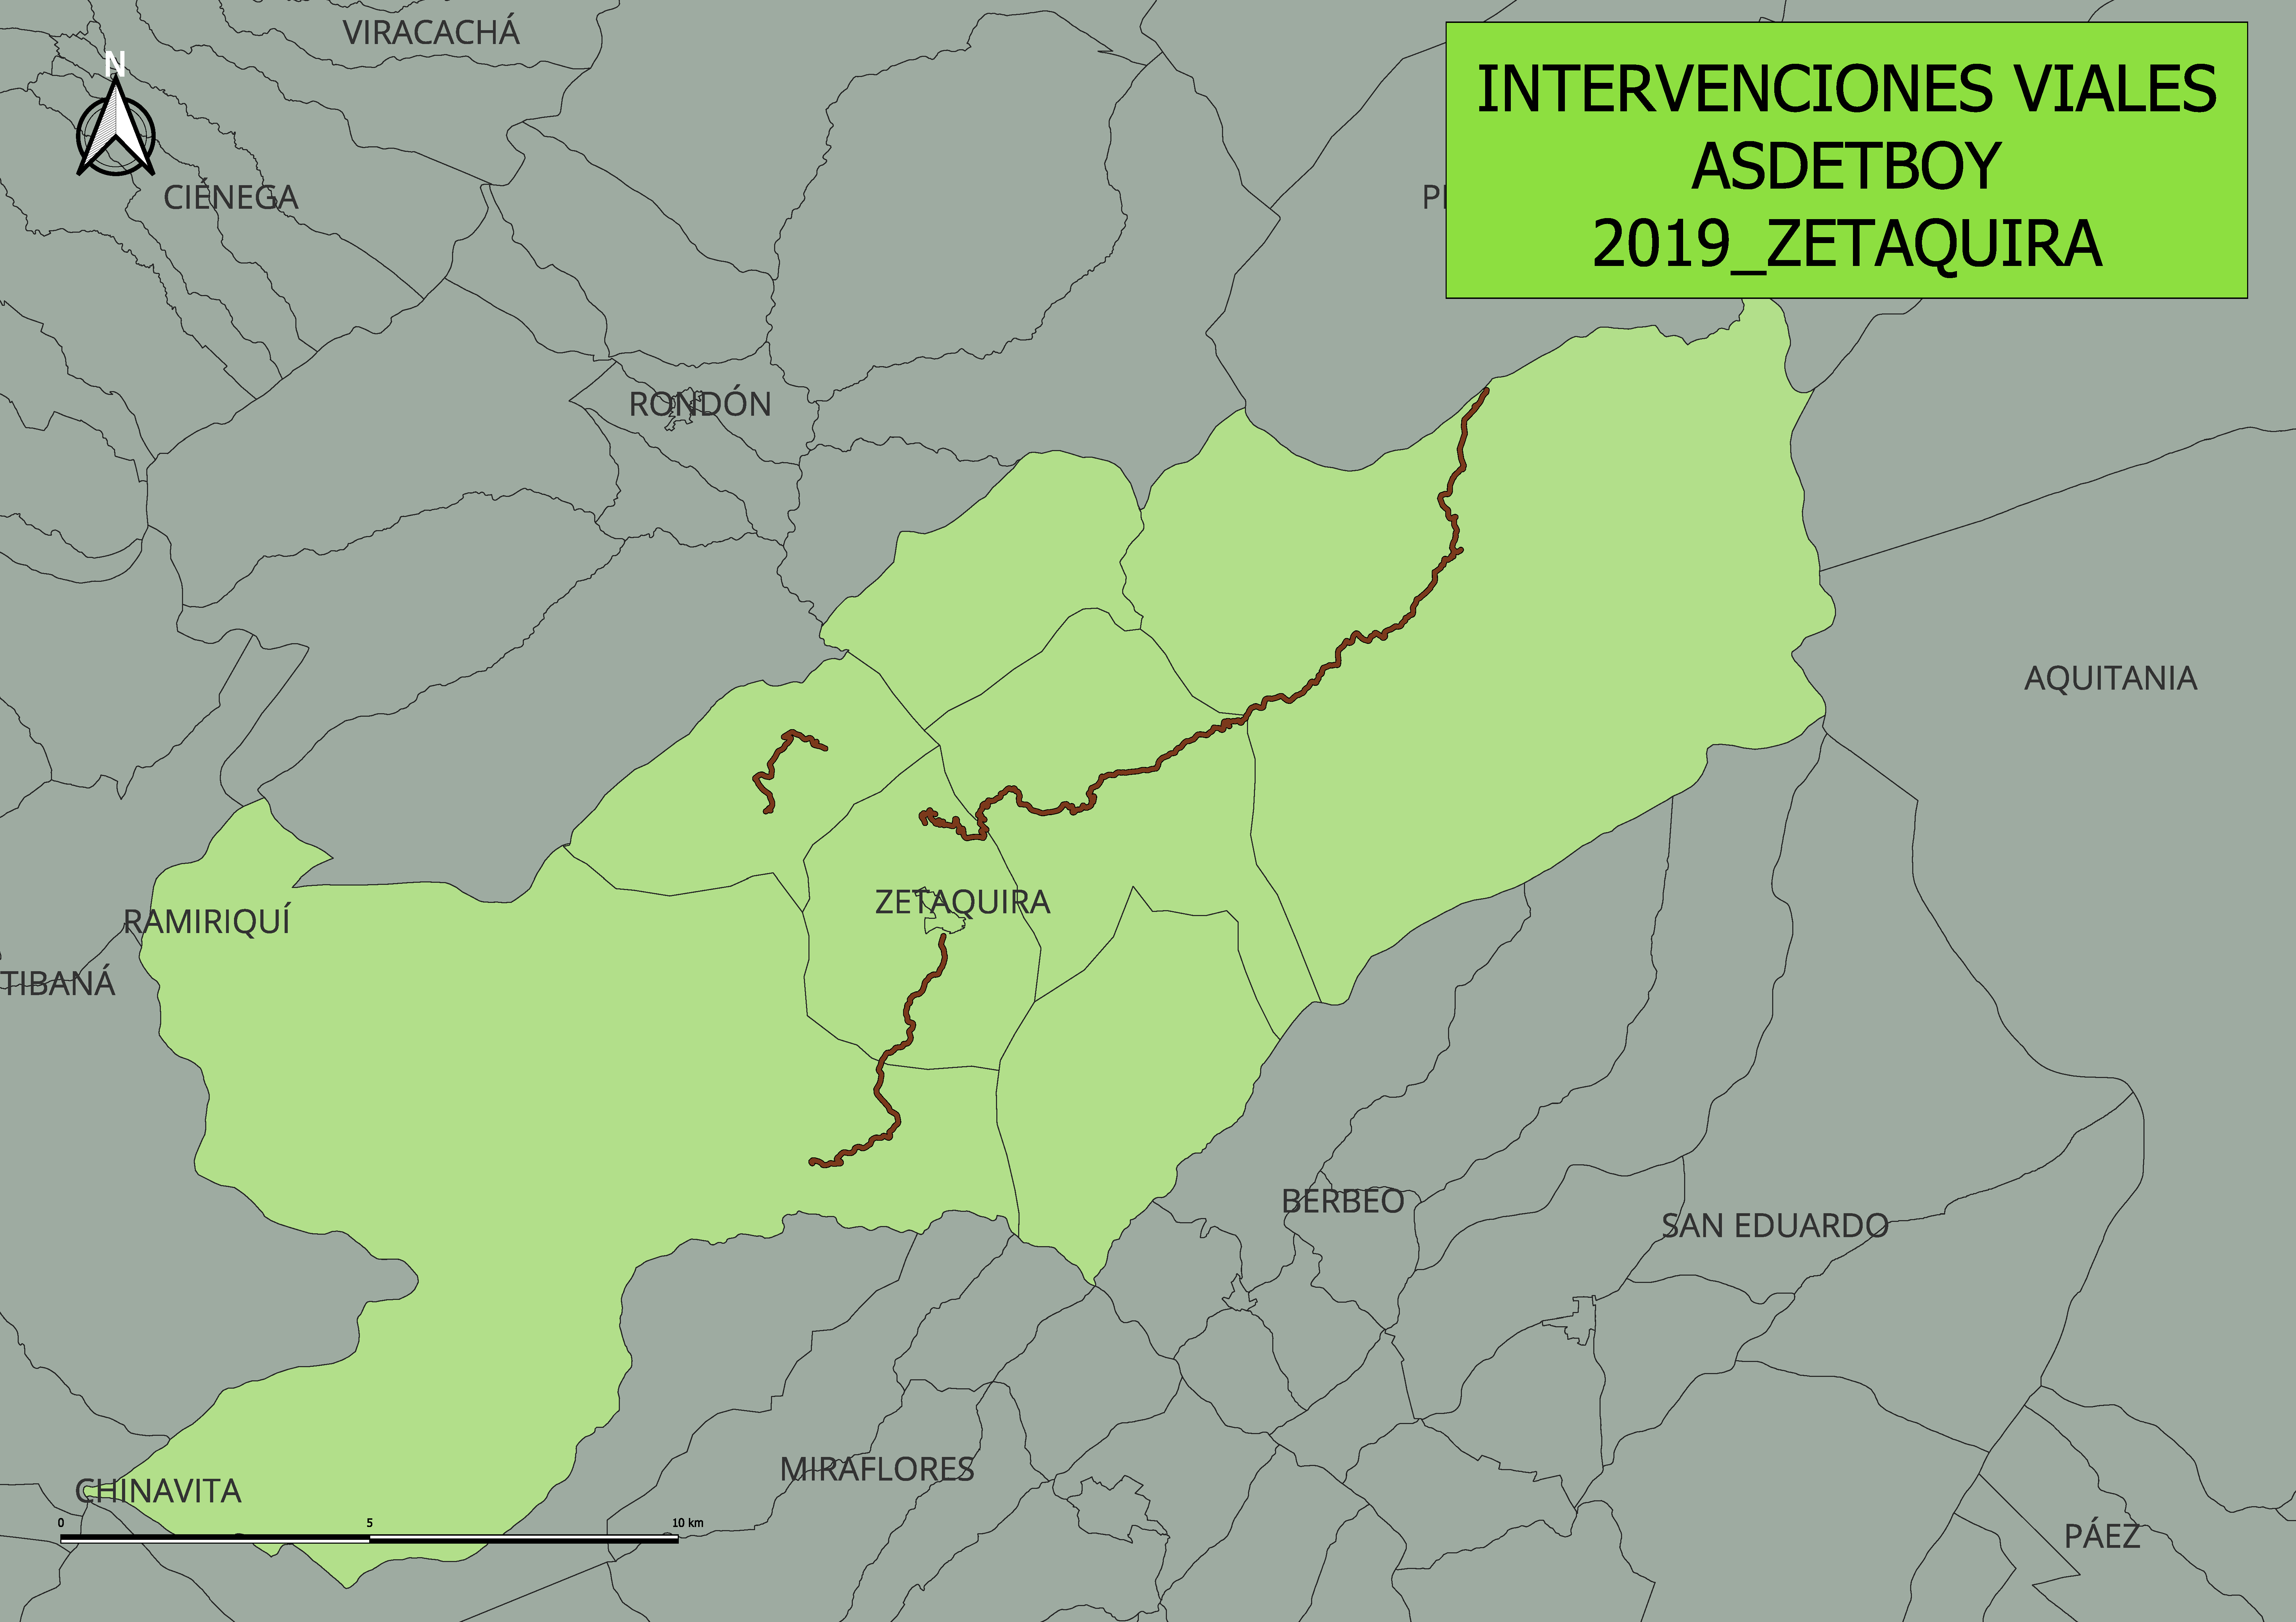 VIRACACHÁ
N
INTERVENCIONES VIALES
ASDETBOY
2019_ZETAQUIRA
CIÉNEGA
RONDÓN
AQUITANIA
ZETAQUIRA
RAMIRIQUÍ
TIBANÁ
BERBEO
SAN EDUARDO
MIRAFLORES
CHINAVITA
0 5 10 km
PÁEZ